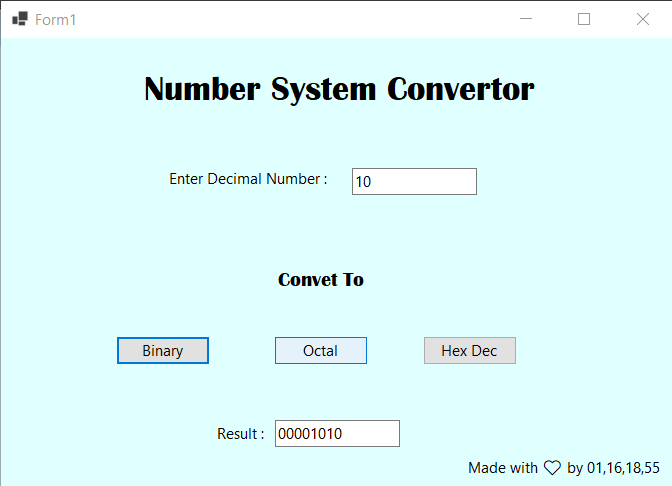 Form1
Number System Convertor
Enter Decimal Number :
10
Convet To
Binary
Octal
Hex Dec
Result :
00001010
Made with ♡ by 01,16,18,55